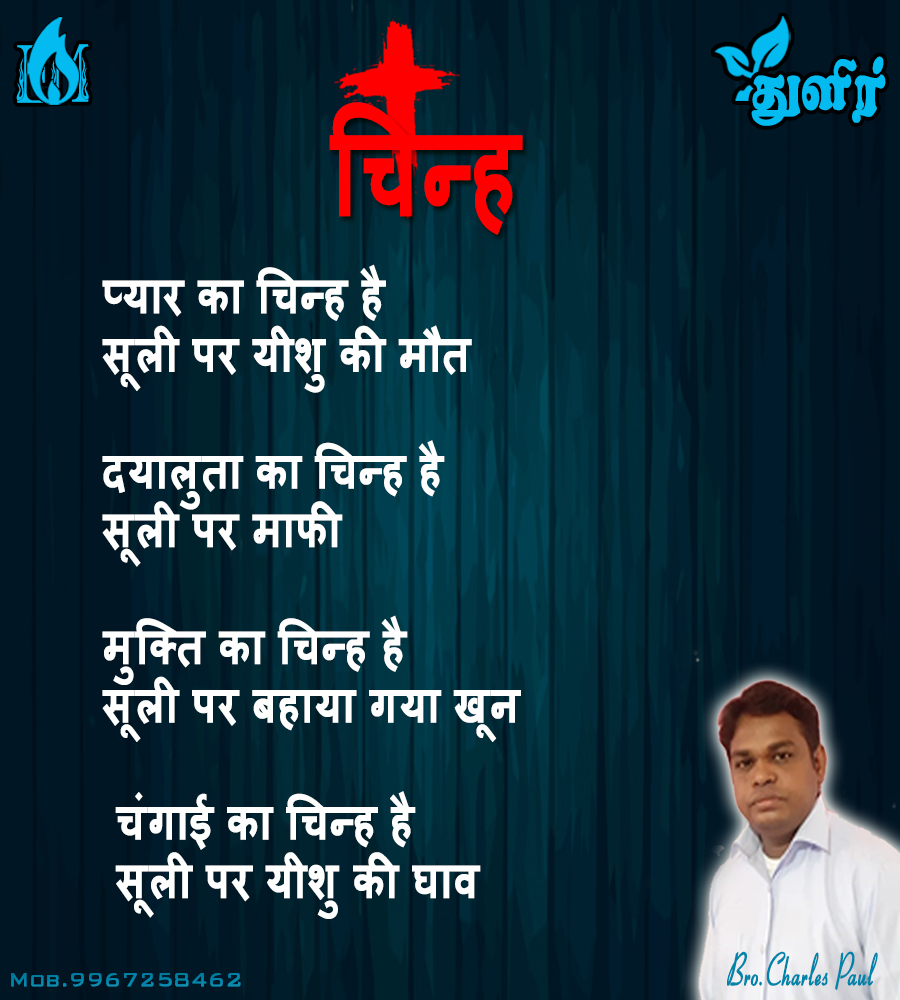 துளிர்
चिन्ह
प्यार का चिन्ह है
सूली पर यीशु की मौत
दयालुता का चिन्ह है
सूली पर माफी
मुक्ति का चिन्ह है
सूली पर बहाया गया खून
चंगाई का चिन्ह है
सूली पर यीशु की घाव
Mob.9967258462
Bro.Charles Paul